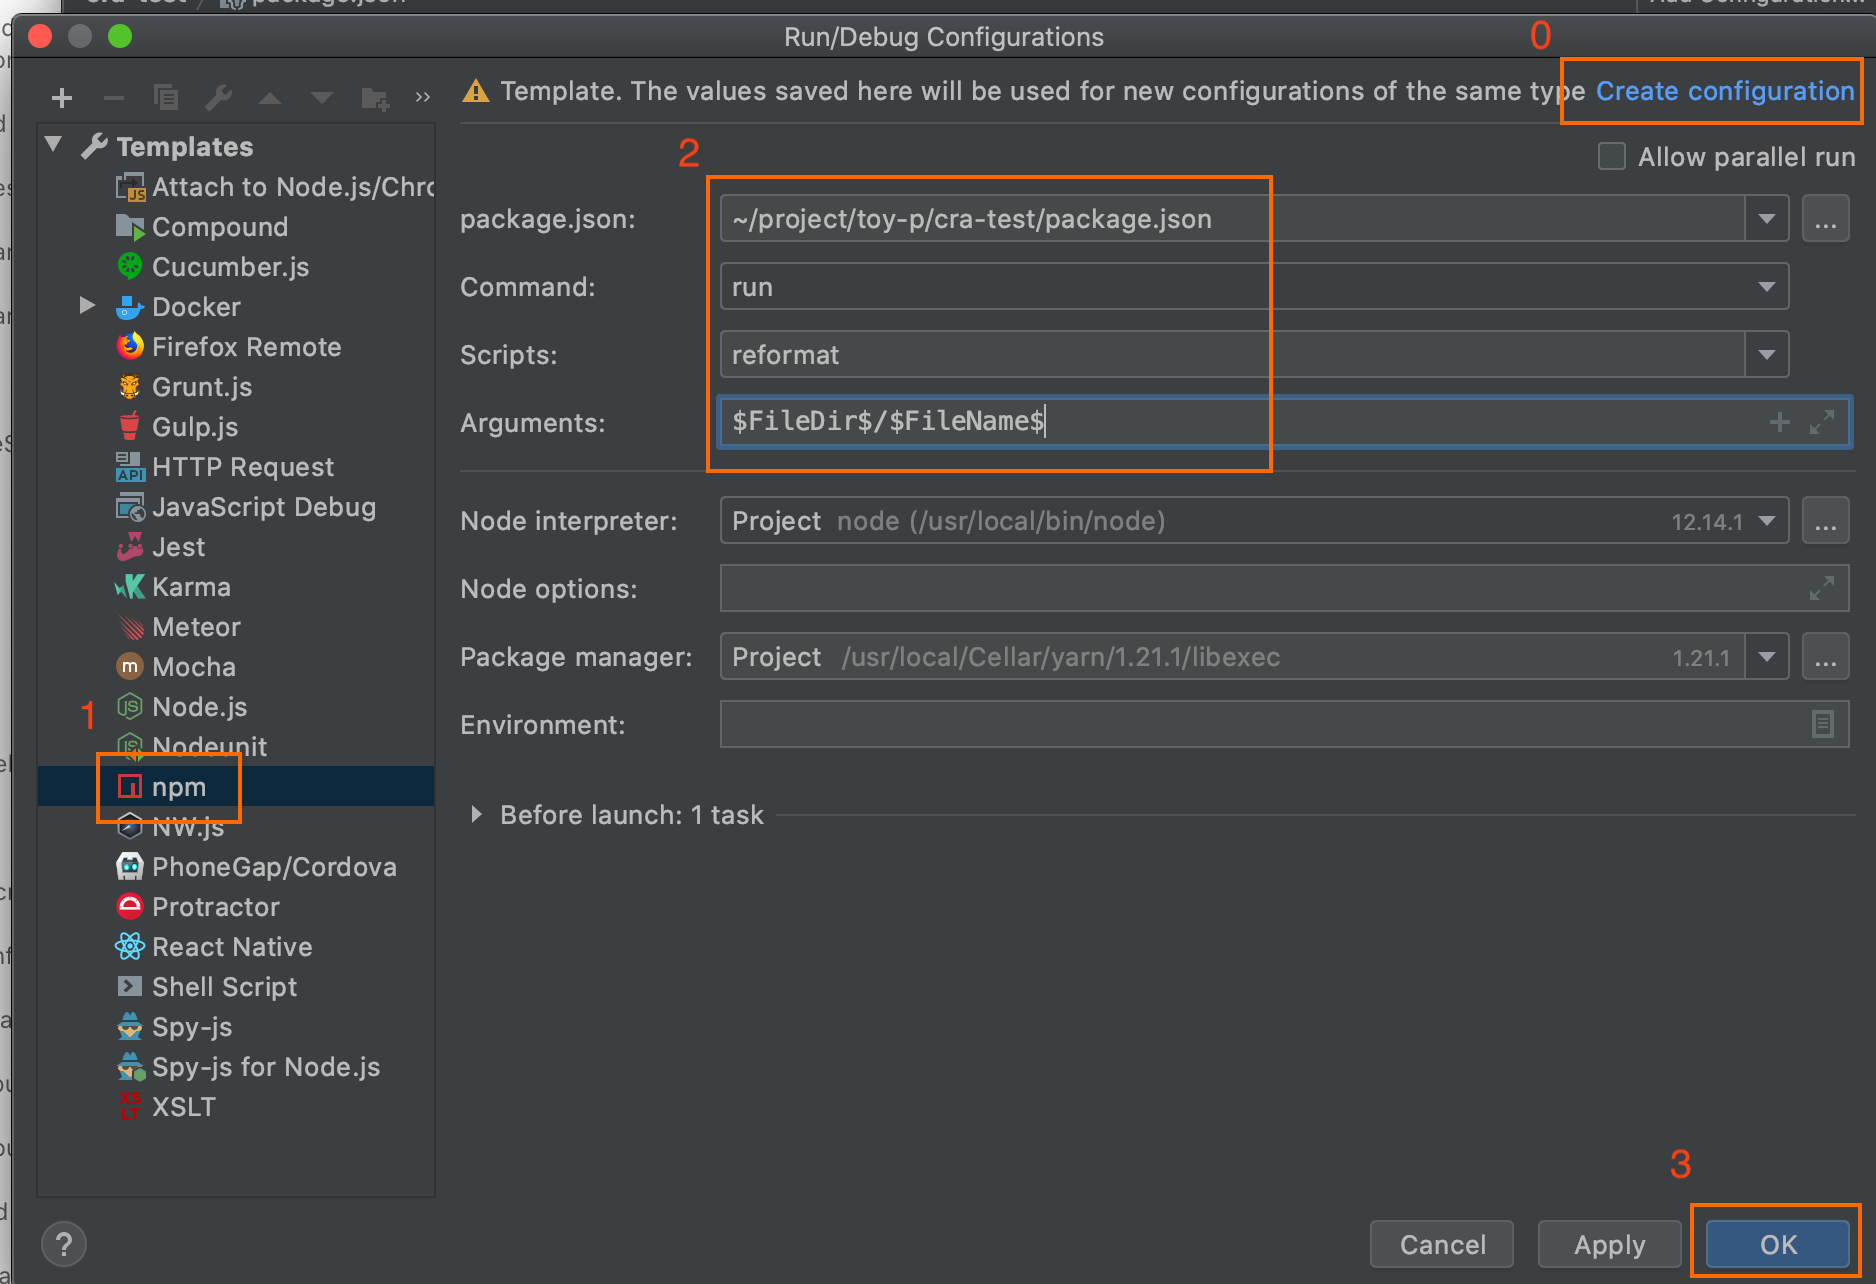 Run/Debug Configurations
0
Template. The values saved here will be used for new configurations of the same type Create configuration
Allow parallel run
Templates
Attach to Node.js/Chro
Compound
Cucumber.js
Docker
Firefox Remote
Grunt.js
Gulp.js
HTTP Request
JavaScript Debug
Jest
Karma
Meteor
Mocha
Node.js
Nodeunit
1
npm
NW.js
PhoneGap/Cordova
Protractor
React Native
Shell Script
Spy-js
Spy-js for Node.js
XSLT
2
package.json: ~/project/toy-p/cra-test/package.json ...
Command: run
Scripts: reformat
Arguments: $FileDir$/$FileName$
Node interpreter: Project node (/usr/local/bin/node) 12.14.1 ...
Node options:
Package manager: Project /usr/local/Cellar/yarn/1.21.1/libexec 1.21.1 ...
Environment:
Before launch: 1 task
3
? Cancel Apply OK